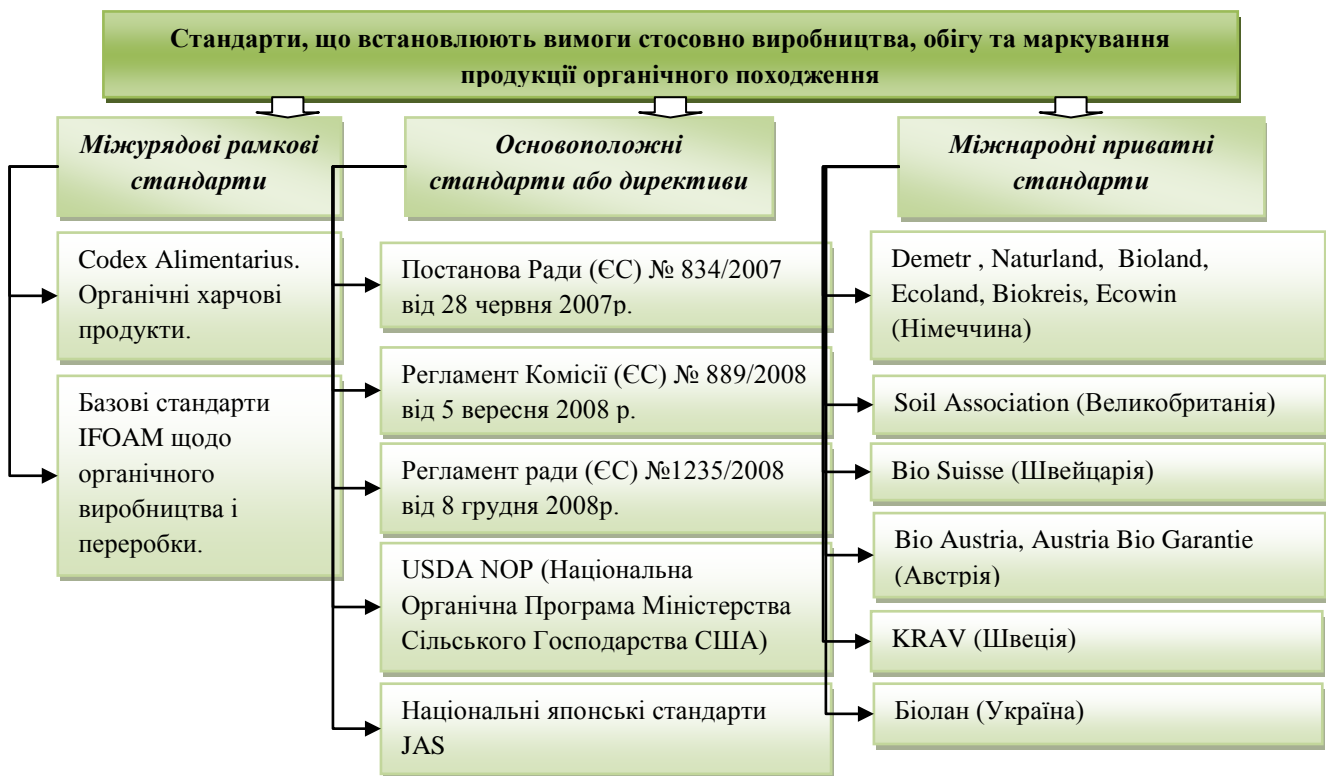 Стандарти, що встановлюють вимоги стосовно виробництва, обігу та маркування
продукції органічного походження
Міжурядові рамкові
стандарти
Codex Alimentarius.
Органічні харчові
продукти.
Базові стандарти
IFOAM щодо
органічного
виробництва і
переробки.
Основоположні
стандарти або директиви
Постанова Ради (ЄС) № 834/2007
від 28 червня 2007р.
Регламент Комісії (ЄС) № 889/2008
від 5 вересня 2008 р.
Регламент ради (ЄС) №1235/2008
від 8 грудня 2008р.
USDA NOP (Національна
Органічна Програма Міністерства
Сільського Господарства США)
Національні японські стандарти
JAS
Міжнародні приватні
стандарти
Demetr , Naturland, Bioland,
Ecoland, Biokreis, Ecowin
(Німеччина)
Soil Association (Великобританія)
Bio Suisse (Швейцарія)
Bio Austria, Austria Bio Garantie
(Австрія)
KRAV (Швеція)
Біолан (Україна)